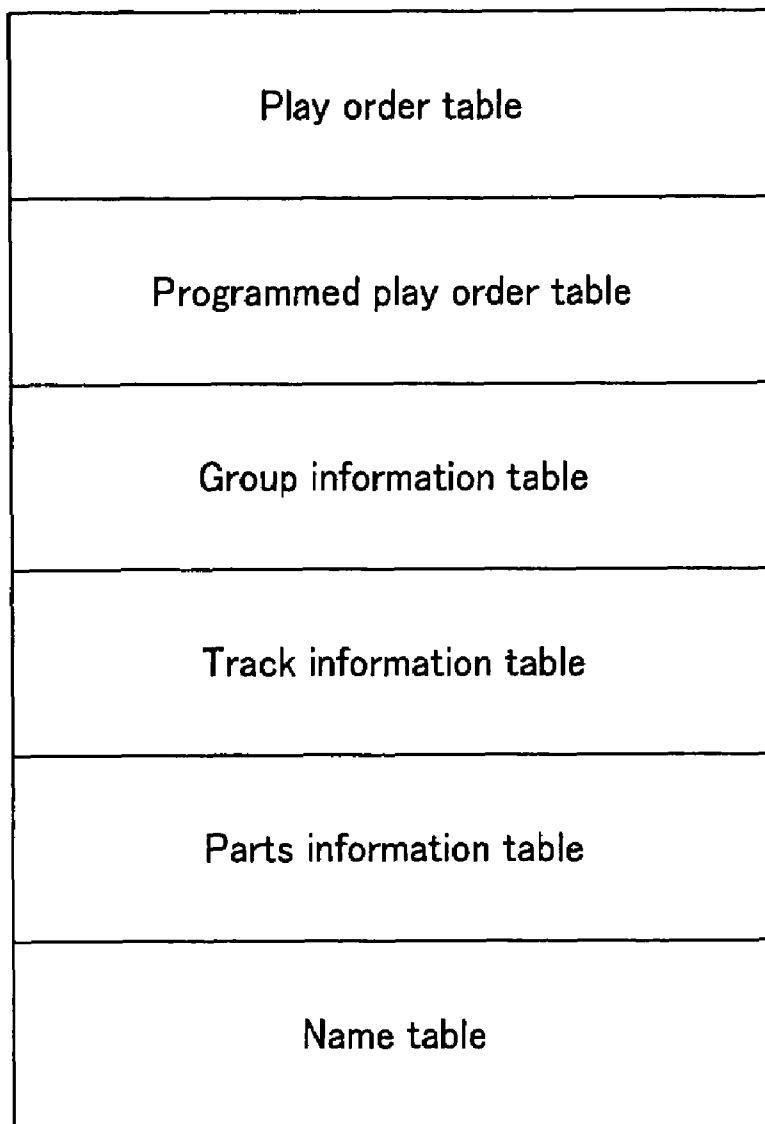 Play order table
Programmed play order table
Group information table
Track information table
Parts information table
Name table